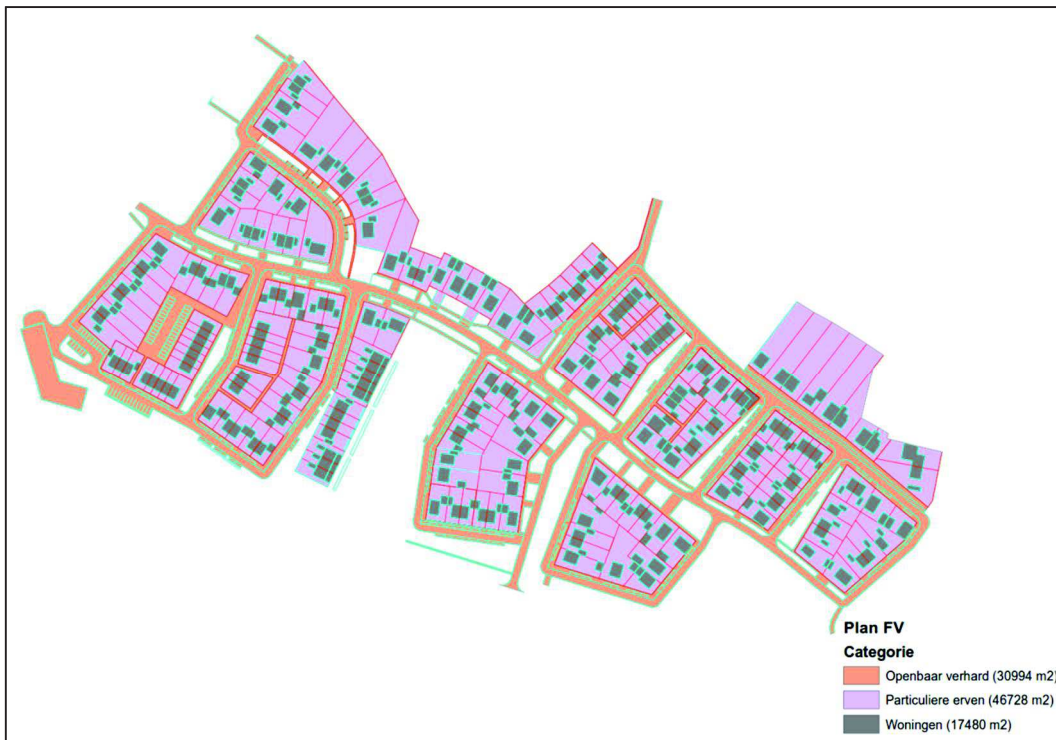 Plan FV
Categorie
Openbaar verhard (30994 m2)
Particuliere erven (46728 m2)
Woningen (17480 m2)